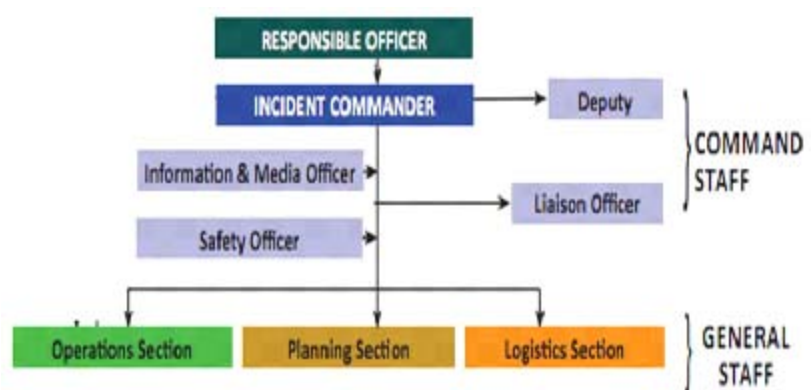 RESPONSIBLE OFFICER
INCIDENT COMMANDER
Deputy
Information & Media Officer
COMMAND
STAFF
Liaison Officer
Safety Officer
Operations Section
Planning Section
Logistics Section
GENERAL
STAFF